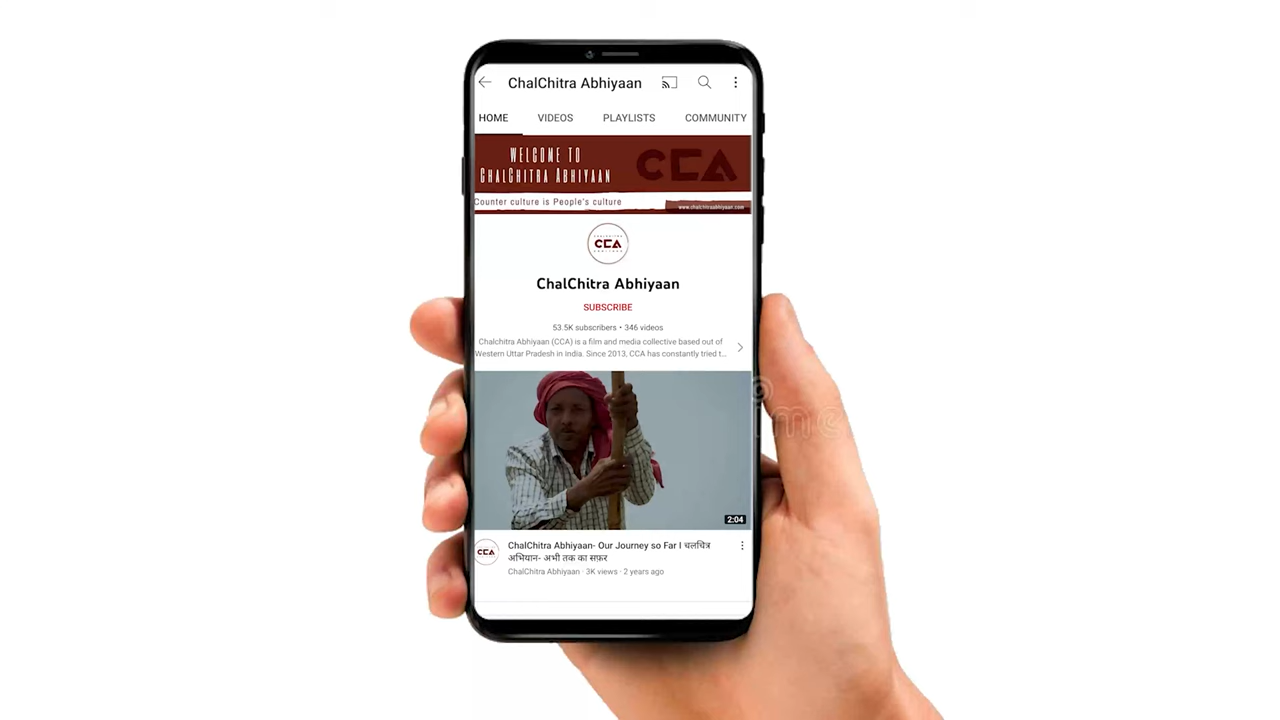 ChalChitra Abhiyaan
HOME VIDEOS PLAYLISTS COMMUNITY
WELCOME TO
CHALCHITRA ABHIYAAN
CCA
Counter culture is People's culture
www.chalchitraabhiyaan.com
CCA
ChalChitra Abhiyaan
SUBSCRIBE
53.5K subscribers • 346 videos
Chalchitra Abhiyaan (CCA) is a film and media collective based out of
Western Uttar Pradesh in India. Since 2013, CCA has constantly tried t...
2:04
CCA
ChalChitra Abhiyaan- Our Journey so Far I चलचित्र
अभियान- अभी तक का सफ़र
ChalChitra Abhiyaan · 3K views · 2 years ago